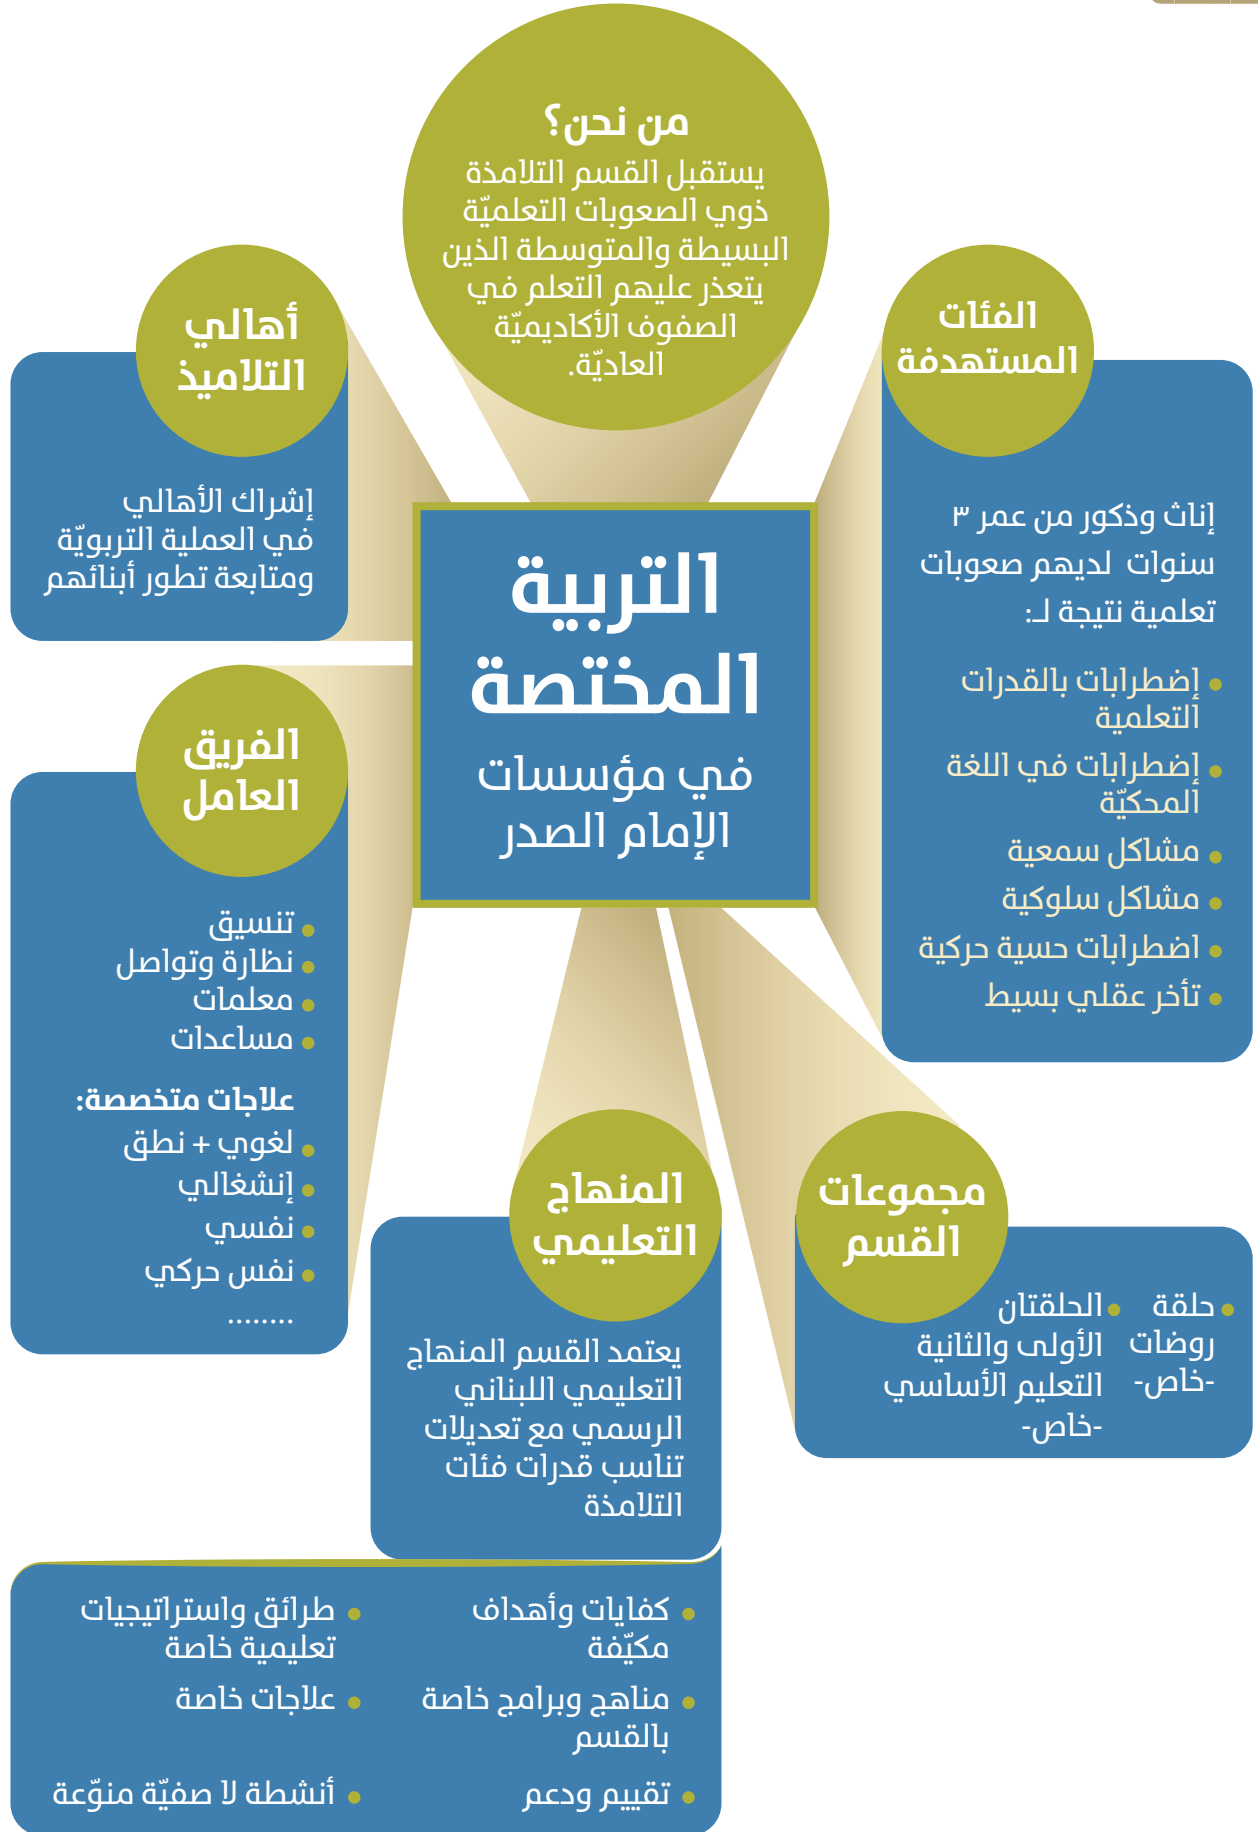 من نحن؟
يستقبل القسم التلامذة
ذوي الصعوبات التعلميّة
البسيطة والمتوسطة الذين
يتعذر عليهم التعلم في
الصفوف الأكاديميّة
العاديّة.
الفئات
المستهدفة
إناث وذكور من عمر ٣
سنوات لديهم صعوبات
تعلمية نتيجة لـ:
إضطرابات بالقدرات
التعلمية
إضطرابات في اللغة
المحكيّة
مشاكل سمعية
مشاكل سلوكية
اضطرابات حسية حركية
تأخر عقلي بسيط
أهالي
التلاميذ
إشراك الأهالي
في العملية التربويّة
ومتابعة تطور أبنائهم
التربية
المختصة
في مؤسسات
الإمام الصدر
الفريق
العامل
تنسيق
نظارة وتواصل
معلمات
مساعدات
علاجات متخصصة:
لغوي + نطق
إنشغالي
نفسي
نفس حركي
........
مجموعات
القسم
حلقة
روضات
-خاص-
الحلقتان
الأولى والثانية
التعليم الأساسي
-خاص-
المنهاج
التعليمي
يعتمد القسم المنهاج
التعليمي اللبناني
الرسمي مع تعديلات
تناسب قدرات فئات
التلامذة
كفايات وأهداف
مكيّفة
مناهج وبرامج خاصة
بالقسم
تقييم ودعم
طرائق واستراتيجيات
تعليمية خاصة
علاجات خاصة
أنشطة لا صفيّة منوّعة